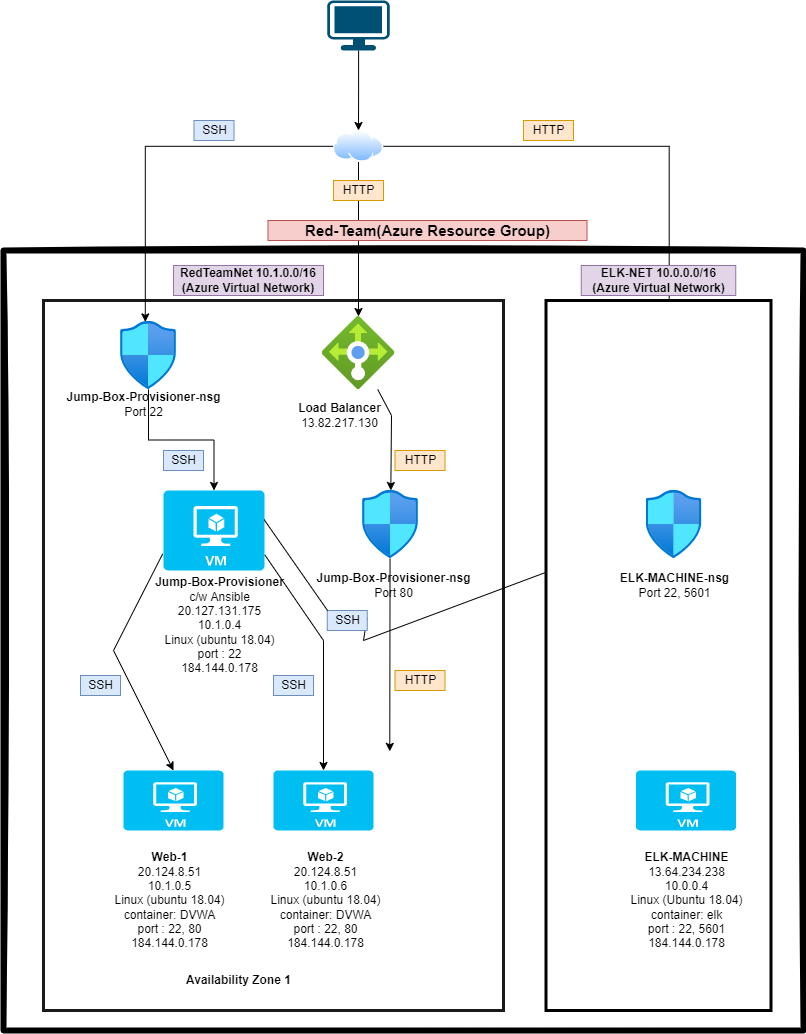 SSH
HTTP
HTTP
Red-Team(Azure Resource Group)
RedTeamNet 10.1.0.0/16
(Azure Virtual Network)
ELK-NET 10.0.0.0/16
(Azure Virtual Network)
Jump-Box-Provisioner-nsg
Port 22
Load Balancer
13.82.217.130
SSH
HTTP
VM
Jump-Box-Provisioner
c/w Ansible
20.127.131.175
10.1.0.4
Linux (ubuntu 18.04)
port : 22
184.144.0.178
Jump-Box-Provisioner-nsg
Port 80
ELK-MACHINE-nsg
Port 22, 5601
SSH
SSH
SSH
HTTP
VM
Web-1
20.124.8.51
10.1.0.5
Linux (ubuntu 18.04)
container: DVWA
port : 22, 80
184.144.0.178
VM
Web-2
20.124.8.51
10.1.0.6
Linux (ubuntu 18.04)
container: DVWA
port : 22, 80
184.144.0.178
VM
ELK-MACHINE
13.64.234.238
10.0.0.4
Linux (Ubuntu 18.04)
container: elk
port : 22, 5601
184.144.0.178
Availability Zone 1